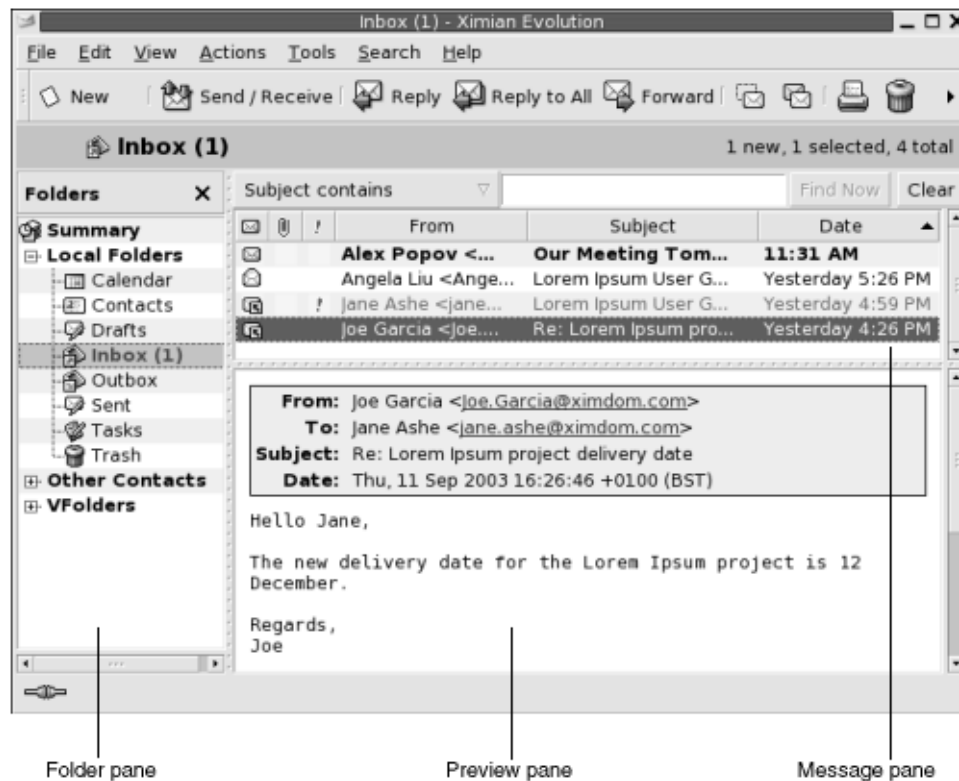 Inbox (1) - Ximian Evolution
File Edit View Actions Tools Search Help
New Send / Receive Reply Reply to All Forward
Inbox (1) 1 new, 1 selected, 4 total
Folders
Subject contains Find Now Clear
! From Subject Date
Summary
Local Folders
Calendar
Contacts
Drafts
Inbox (1)
Outbox
Sent
Tasks
Trash
Other Contacts
VFolders
Alex Popov <... Our Meeting Tom... 11:31 AM
Angela Liu <Ange... Lorem Ipsum User G... Yesterday 5:26 PM
! Jane Ashe <jane... Lorem Ipsum User G... Yesterday 4:59 PM
Joe Garcia <Joe.... Re: Lorem Ipsum pro... Yesterday 4:26 PM
From: Joe Garcia <Joe.Garcia@ximdom.com>
To: Jane Ashe <jane.ashe@ximdom.com>
Subject: Re: Lorem Ipsum project delivery date
Date: Thu, 11 Sep 2003 16:26:46 +0100 (BST)
Hello Jane,
The new delivery date for the Lorem Ipsum project is 12
December.
Regards,
Joe
Folder pane Preview pane Message pane